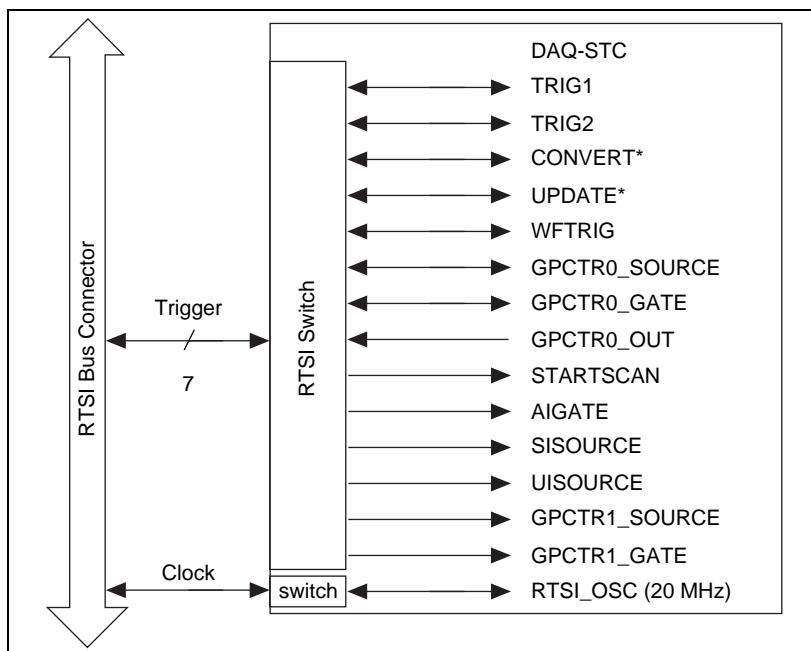 DAQ-STC
TRIG1
TRIG2
CONVERT*
UPDATE*
WFTRIG
GPCTR0_SOURCE
GPCTR0_GATE
GPCTR0_OUT
STARTSCAN
AIGATE
SISOURCE
UISOURCE
GPCTR1_SOURCE
GPCTR1_GATE
RTSI_OSC (20 MHz)
RTSI Bus Connector
Trigger
7
Clock
RTSI Switch
switch